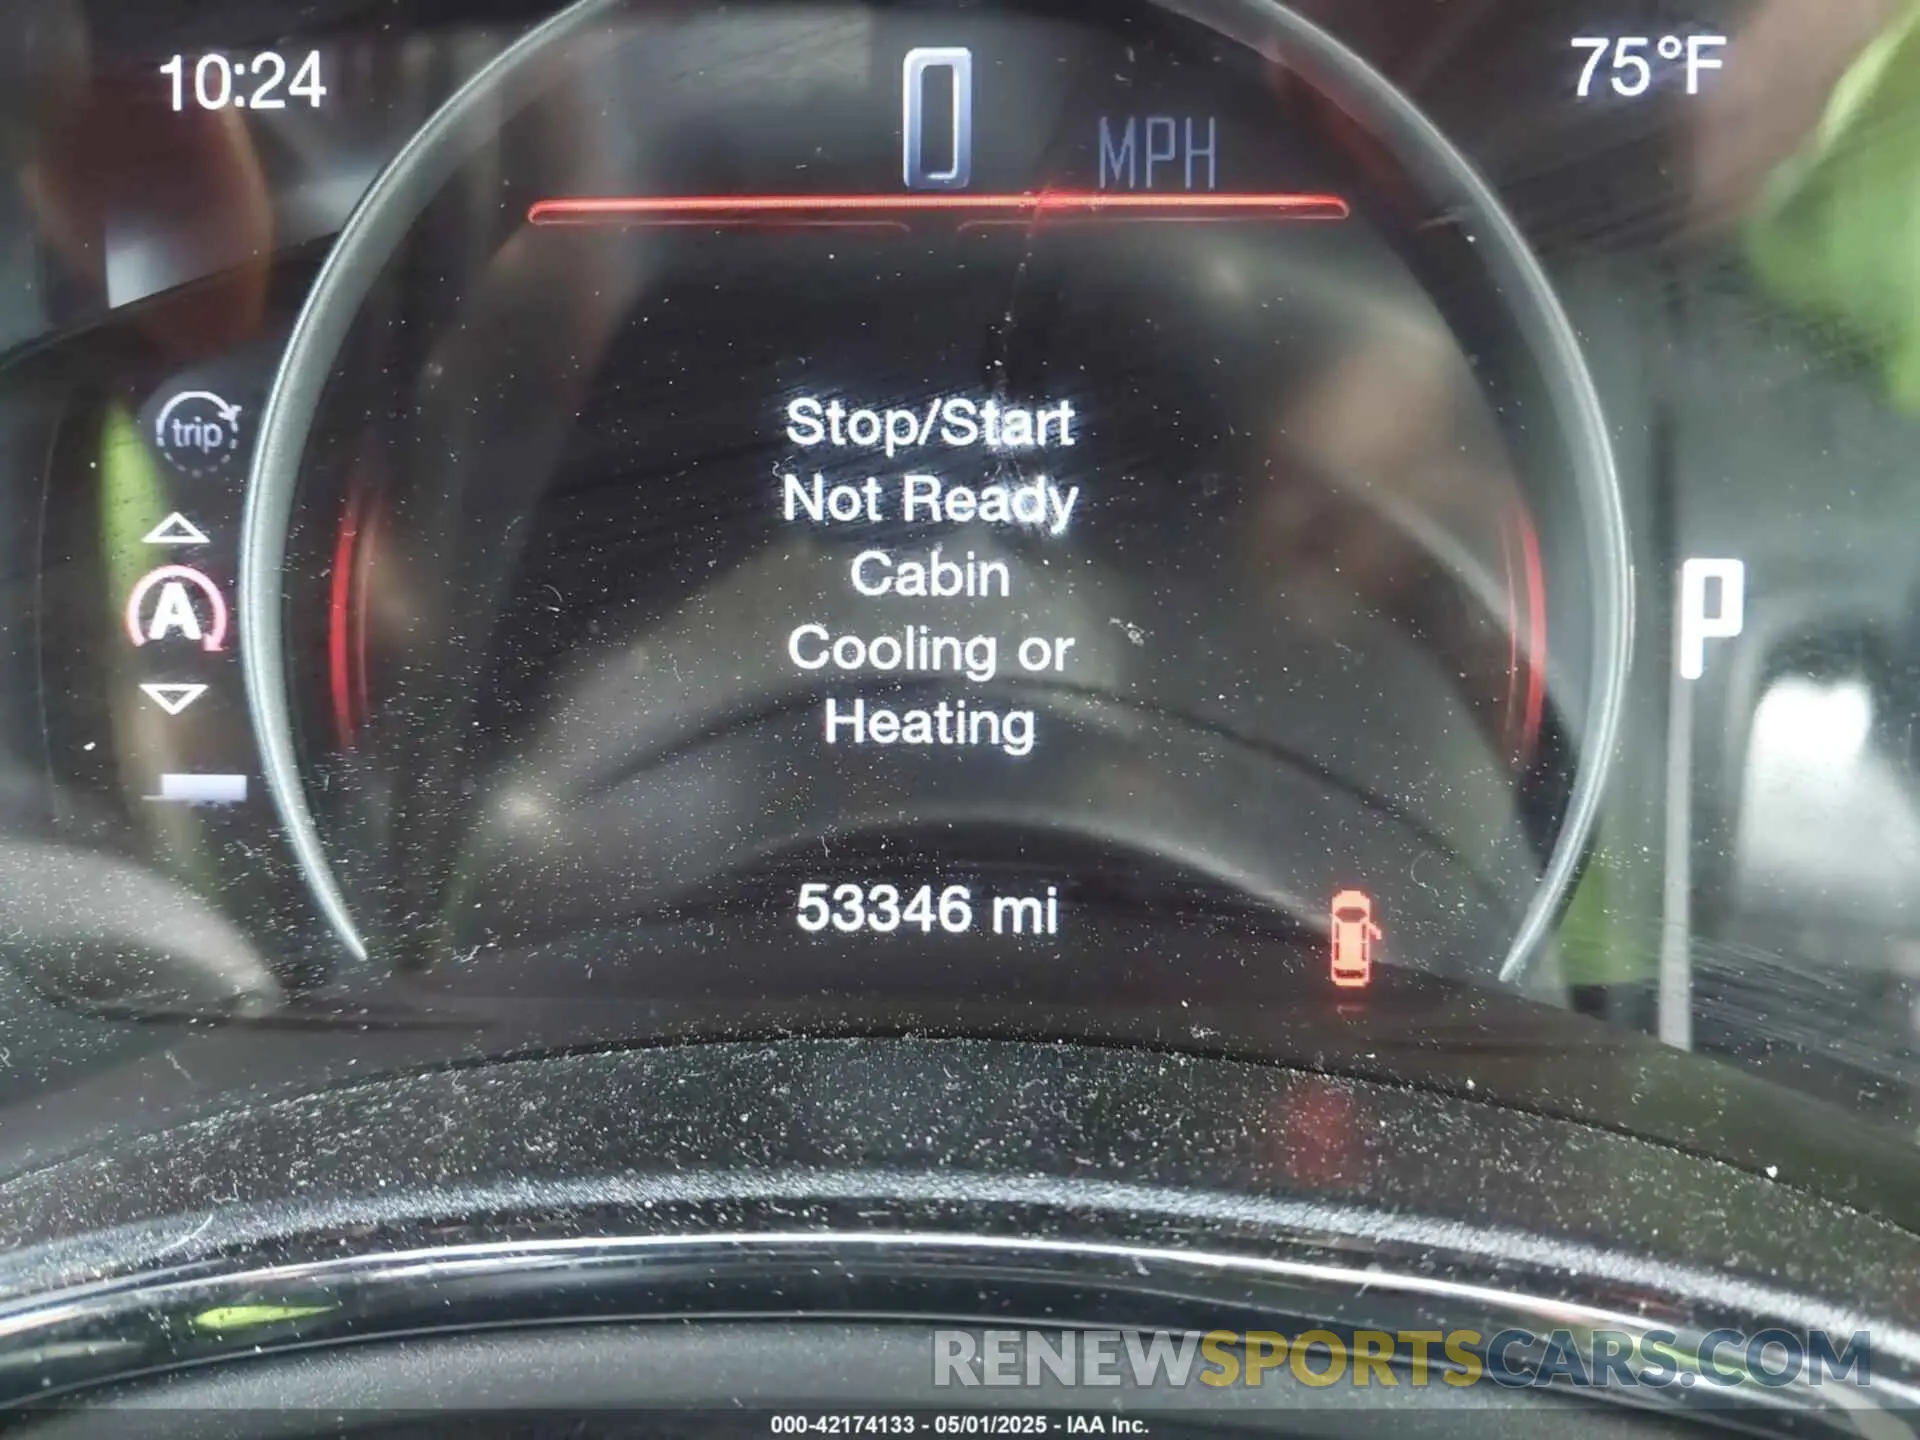 10:24
0 MPH
75°F
trip
Stop/Start
Not Ready
Cabin
Cooling or
Heating
A
P
53346 mi
RENEWSPORTSCARS.COM
000-42174133 - 05/01/2025 - IAA Inc.